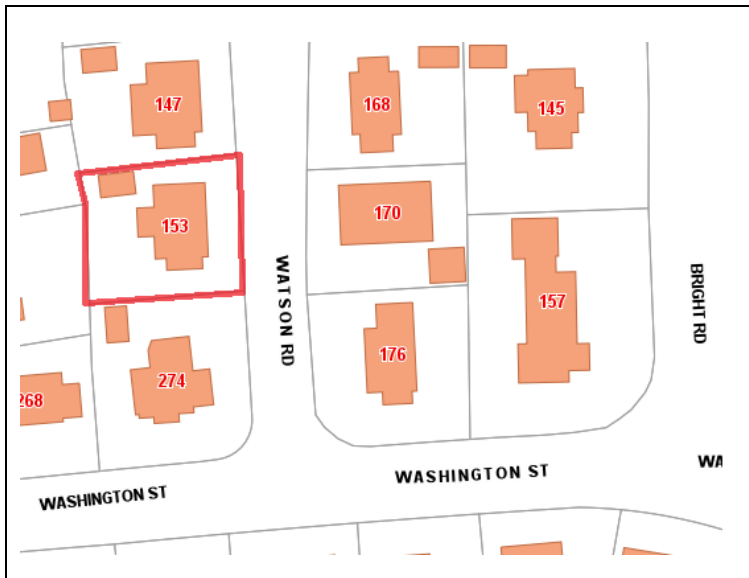 147
168
145
153
170
WATSON RD
BRIGHT RD
157
176
274
268
WASHINGTON ST
WASHINGTON ST
WA